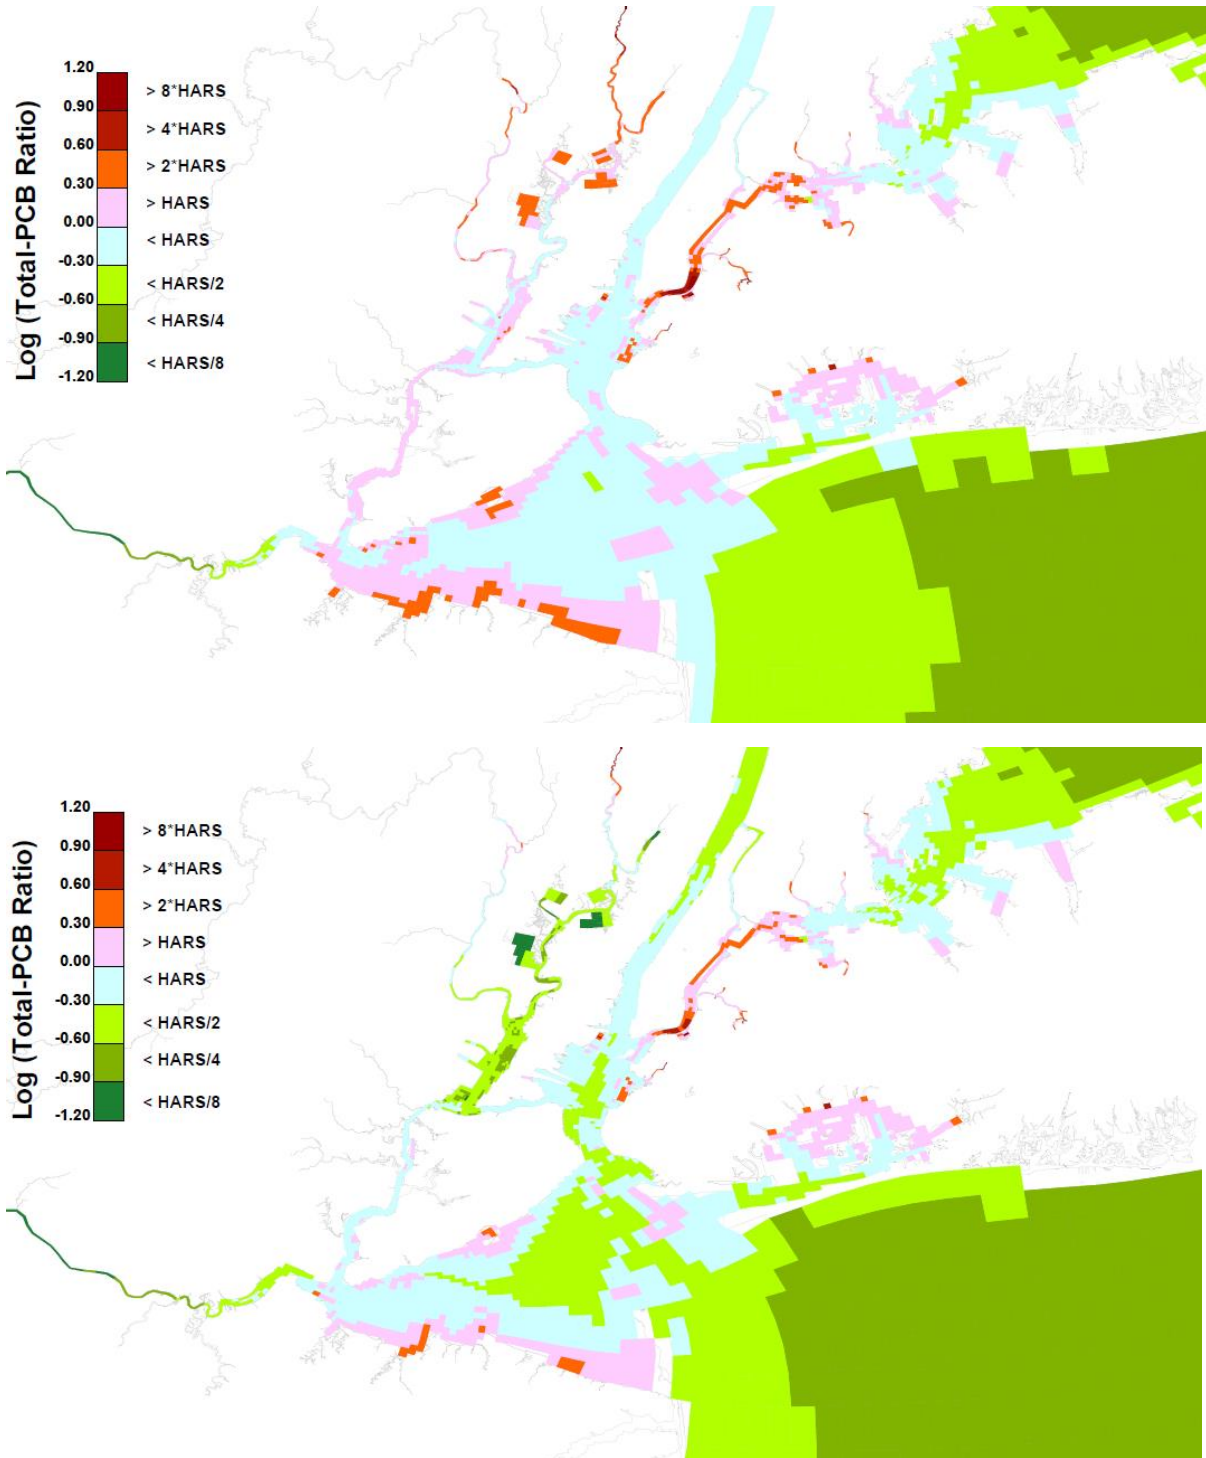 Log (Total-PCB Ratio)
1.20
> 8*HARS
0.90
> 4*HARS
0.60
> 2*HARS
0.30
> HARS
0.00
< HARS
-0.30
< HARS/2
-0.60
< HARS/4
-0.90
< HARS/8
-1.20
Log (Total-PCB Ratio)
1.20
> 8*HARS
0.90
> 4*HARS
0.60
> 2*HARS
0.30
> HARS
0.00
< HARS
-0.30
< HARS/2
-0.60
< HARS/4
-0.90
< HARS/8
-1.20